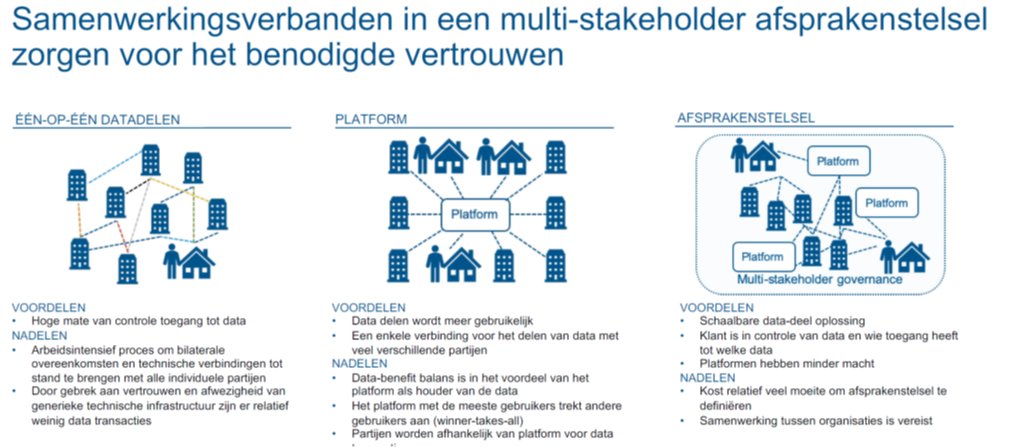 Samenwerkingsverbanden in een multi-stakeholder afsprakenstelsel
zorgen voor het benodigde vertrouwen
ÉÉN-OP-ÉÉN DATADELEN
VOORDELEN
• Hoge mate van controle toegang tot data
NADELEN
• Arbeidsintensief proces om bilaterale
overeenkomsten en technische verbindingen tot
stand te brengen met alle individuele partijen
• Door gebrek aan vertrouwen en afwezigheid van
generieke technische infrastructuur zijn er relatief
weinig data transacties
PLATFORM
Platform
VOORDELEN
• Data delen wordt meer gebruikelijk
• Een enkele verbinding voor het delen van data met
veel verschillende partijen
NADELEN
• Data-benefit balans is in het voordeel van het
platform als houder van de data
• Het platform met de meeste gebruikers trekt andere
gebruikers aan (winner-takes-all)
• Partijen worden afhankelijk van platform voor data
AFSPRAKENSTELSEL
Platform
Platform
Platform
Multi-stakeholder governance
VOORDELEN
• Schaalbare data-deel oplossing
• Klant is in controle van data en wie toegang heeft
tot welke data
• Platformen hebben minder macht
NADELEN
• Kost relatief veel moeite om afsprakenstelsel te
definiëren
• Samenwerking tussen organisaties is vereist